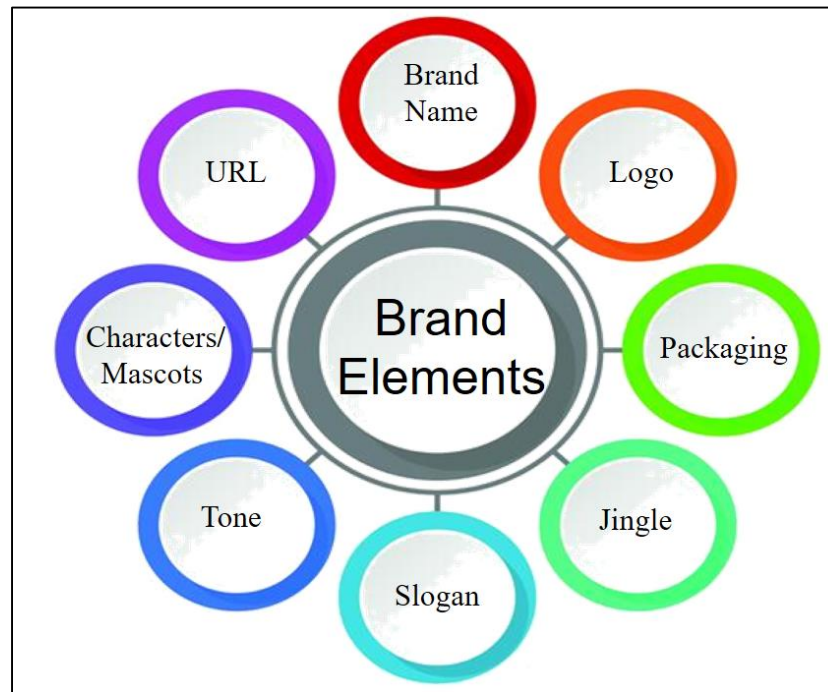 Brand
Name
Logo
Packaging
Jingle
Slogan
Tone
Characters/
Mascots
URL
Brand
Elements